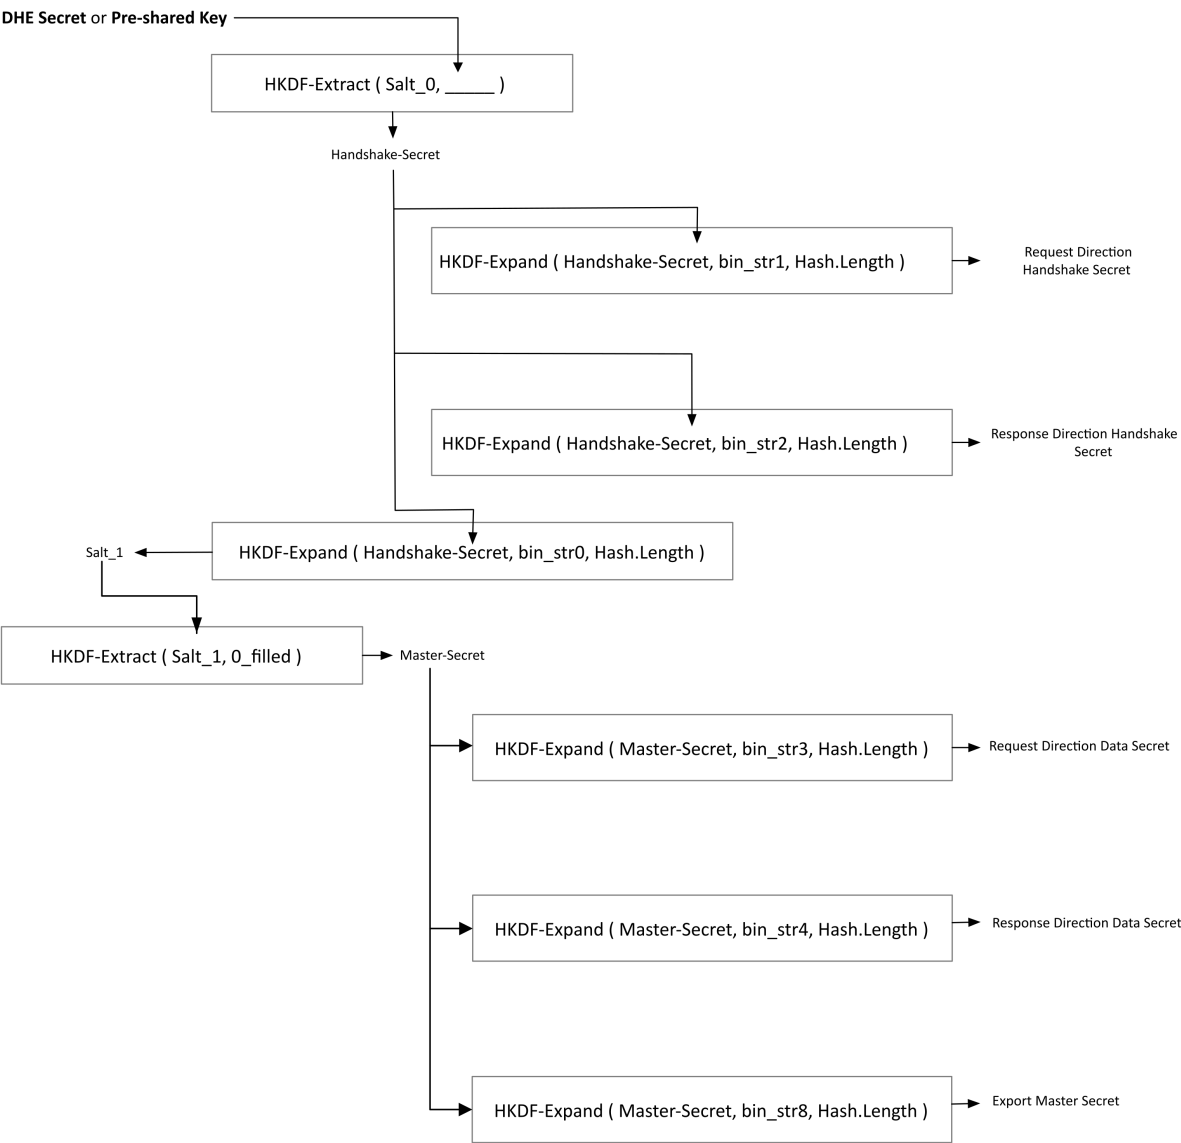 DHE Secret or Pre-shared Key
HKDF-Extract ( Salt_0, _____ )
Handshake-Secret
HKDF-Expand ( Handshake-Secret, bin_str1, Hash.Length )
Request Direction
Handshake Secret
HKDF-Expand ( Handshake-Secret, bin_str2, Hash.Length )
Response Direction Handshake
Secret
Salt_1
HKDF-Expand ( Handshake-Secret, bin_str0, Hash.Length )
HKDF-Extract ( Salt_1, 0_filled )
Master-Secret
HKDF-Expand ( Master-Secret, bin_str3, Hash.Length )
Request Direction Data Secret
HKDF-Expand ( Master-Secret, bin_str4, Hash.Length )
Response Direction Data Secret
HKDF-Expand ( Master-Secret, bin_str8, Hash.Length )
Export Master Secret